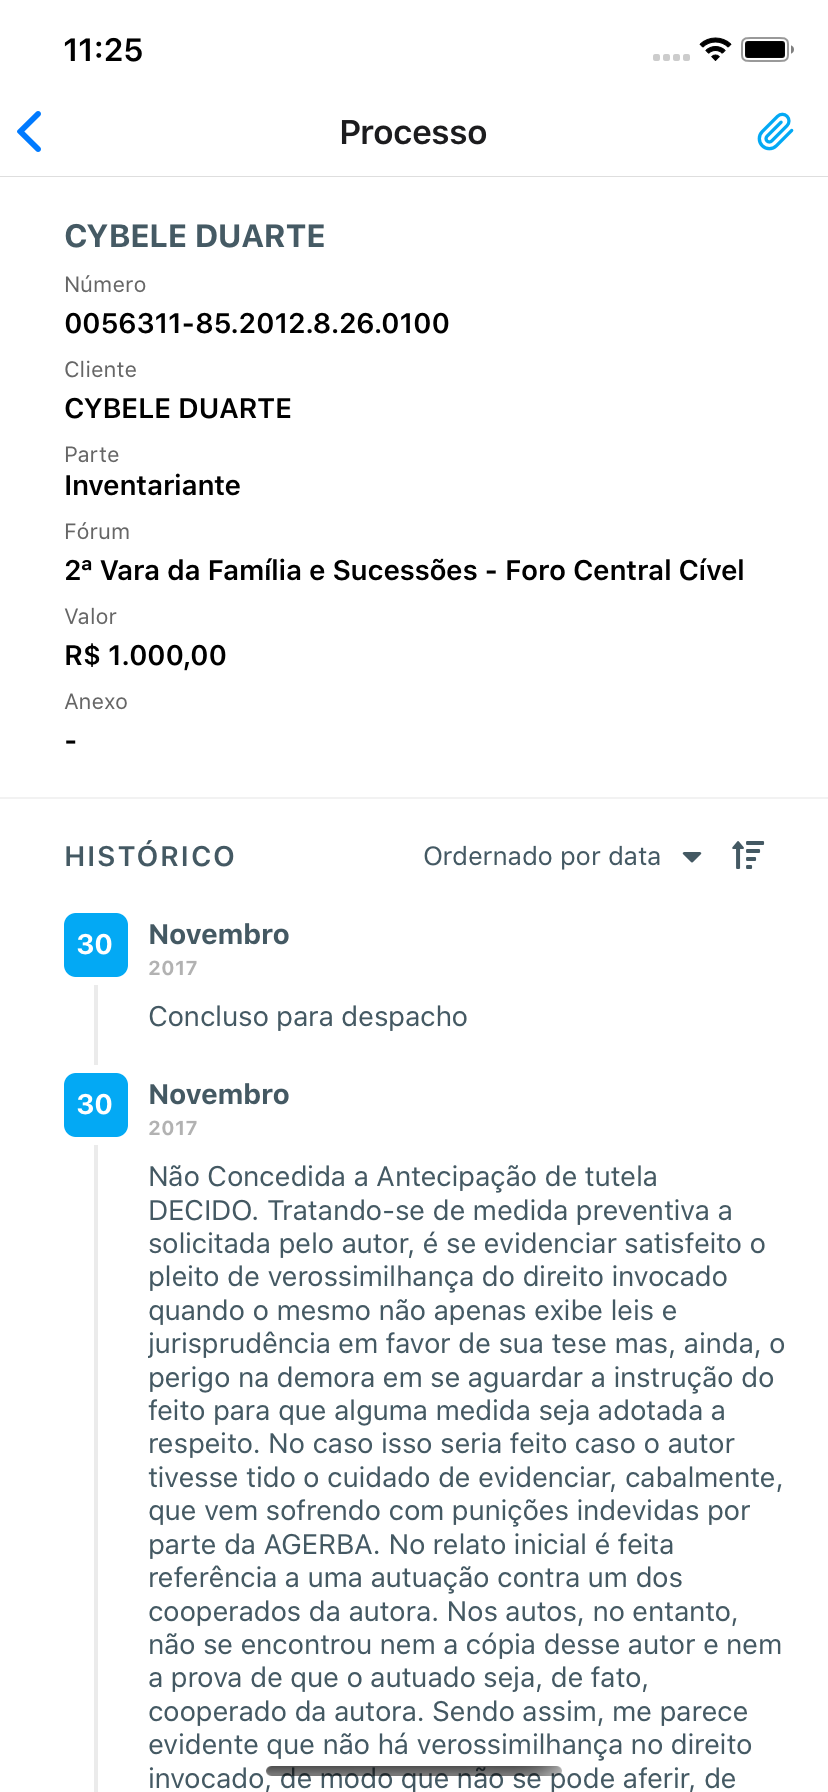 11:25
Processo
CYBELE DUARTE
Número
0056311-85.2012.8.26.0100
Cliente
CYBELE DUARTE
Parte
Inventariante
Fórum
2ª Vara da Família e Sucessões - Foro Central Cível
Valor
R$ 1.000,00
Anexo
-
HISTÓRICO
Ordernado por data
30
Novembro
2017
Concluso para despacho
30
Novembro
2017
Não Concedida a Antecipação de tutela
DECIDO. Tratando-se de medida preventiva a
solicitada pelo autor, é se evidenciar satisfeito o
pleito de verossimilhança do direito invocado
quando o mesmo não apenas exibe leis e
jurisprudência em favor de sua tese mas, ainda, o
perigo na demora em se aguardar a instrução do
feito para que alguma medida seja adotada a
respeito. No caso isso seria feito caso o autor
tivesse tido o cuidado de evidenciar, cabalmente,
que vem sofrendo com punições indevidas por
parte da AGERBA. No relato inicial é feita
referência a uma autuação contra um dos
cooperados da autora. Nos autos, no entanto,
não se encontrou nem a cópia desse autor e nem
a prova de que o autuado seja, de fato,
cooperado da autora. Sendo assim, me parece
evidente que não há verossimilhança no direito
invocado, de modo que não se pode aferir, de